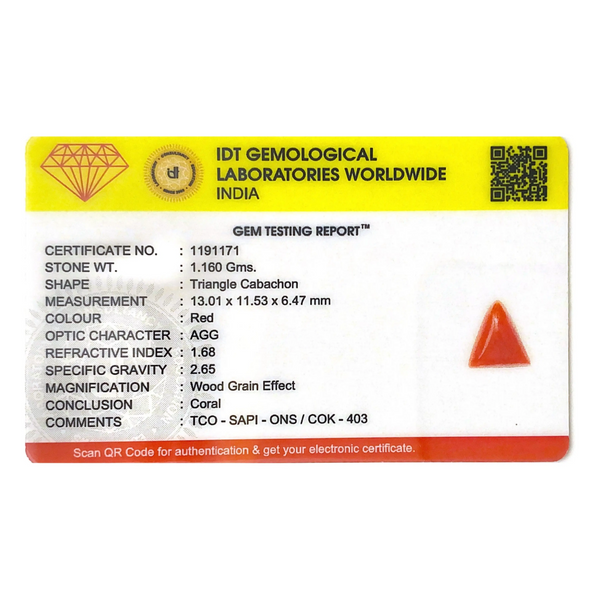 IDT GEMOLOGICAL
LABORATORIES WORLDWIDE
INDIA
GEM TESTING REPORT™
CERTIFICATE NO. : 1191171
STONE WT. : 1.160 Gms.
SHAPE : Triangle Cabachon
MEASUREMENT : 13.01 x 11.53 x 6.47 mm
COLOUR : Red
OPTIC CHARACTER : AGG
REFRACTIVE INDEX : 1.68
SPECIFIC GRAVITY : 2.65
MAGNIFICATION : Wood Grain Effect
CONCLUSION : Coral
COMMENTS : TCO - SAPI - ONS / COK - 403
Scan QR Code for authentication & get your electronic certificate.